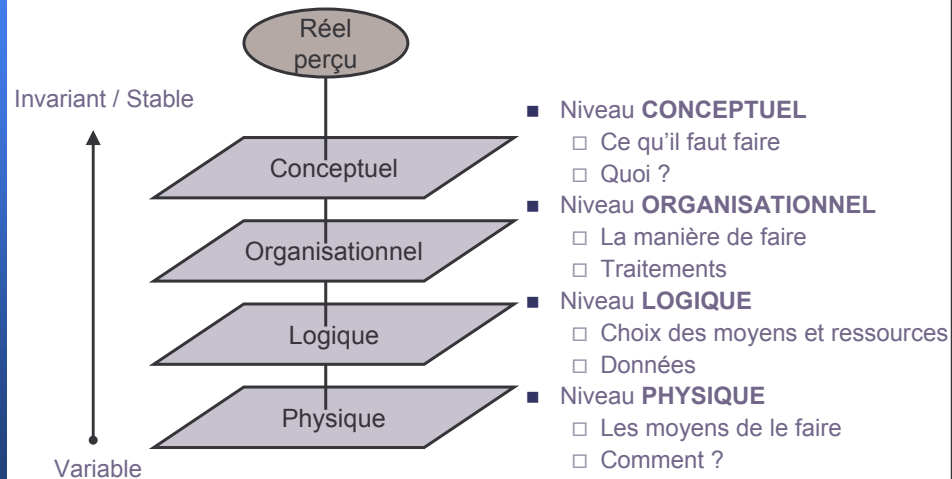 Réel
perçu
Invariant / Stable
Conceptuel
Organisationnel
Logique
Physique
Variable
■ Niveau CONCEPTUEL
□ Ce qu'il faut faire
□ Quoi ?
■ Niveau ORGANISATIONNEL
□ La manière de faire
□ Traitements
■ Niveau LOGIQUE
□ Choix des moyens et ressources
□ Données
■ Niveau PHYSIQUE
□ Les moyens de le faire
□ Comment ?